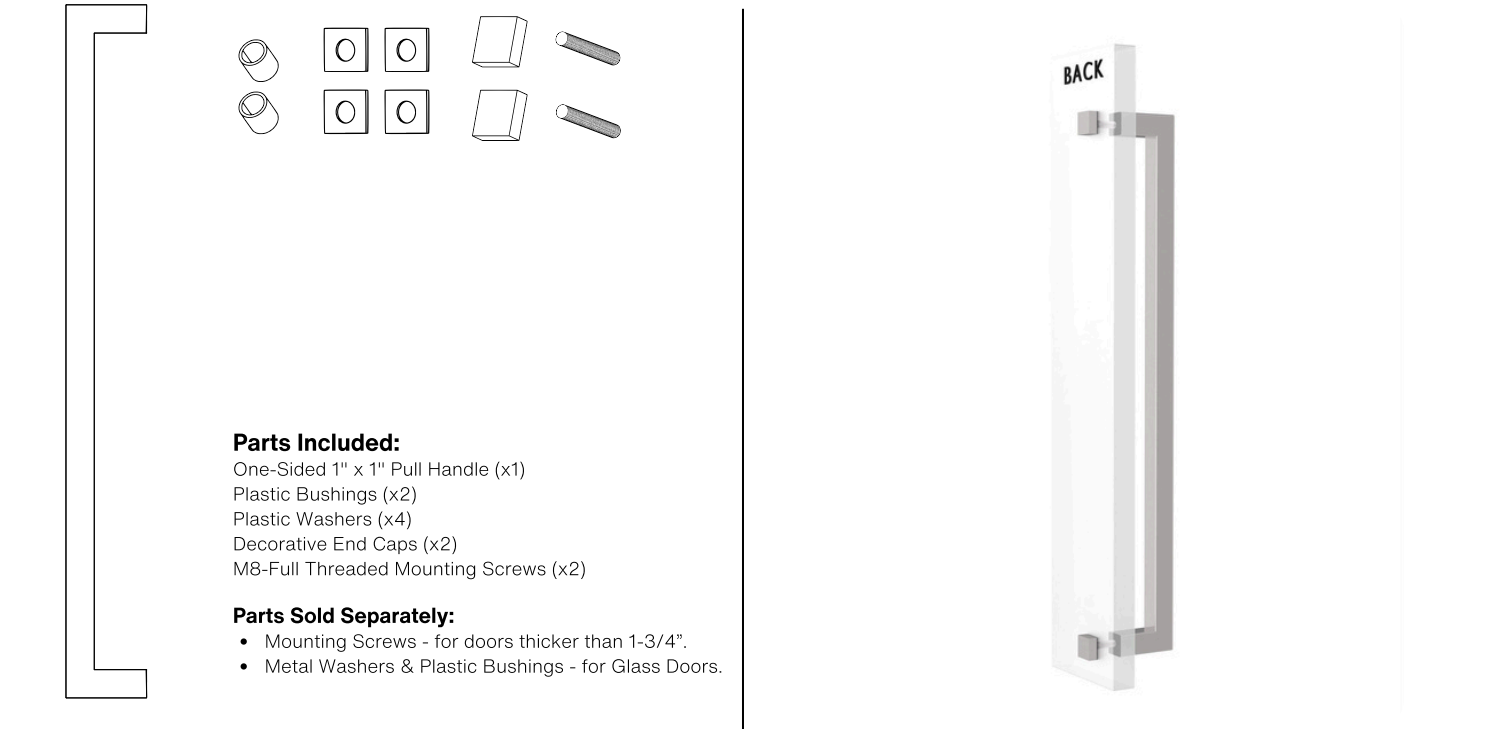 BACK
Parts Included:
One-Sided 1" x 1" Pull Handle (x1)
Plastic Bushings (x2)
Plastic Washers (x4)
Decorative End Caps (x2)
M8-Full Threaded Mounting Screws (x2)
Parts Sold Separately:
• Mounting Screws - for doors thicker than 1-3/4”.
• Metal Washers & Plastic Bushings - for Glass Doors.